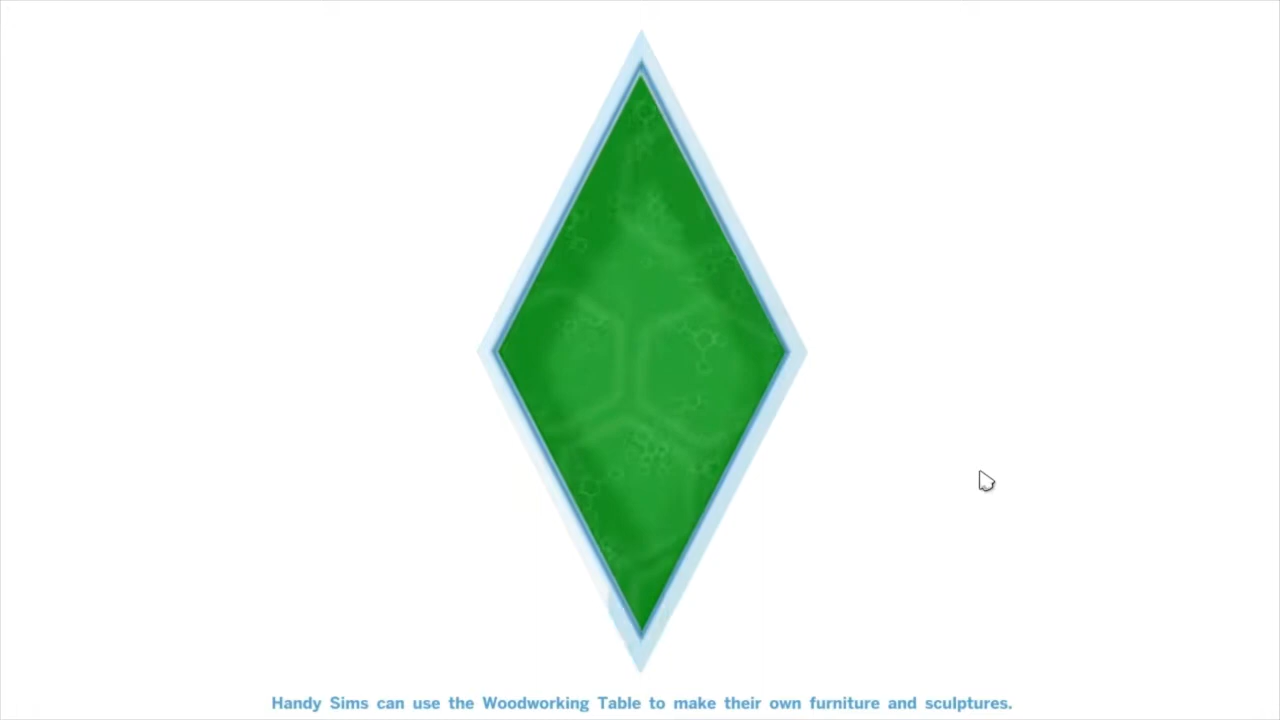 Handy Sims can use the Woodworking Table to make their own furniture and sculptures.